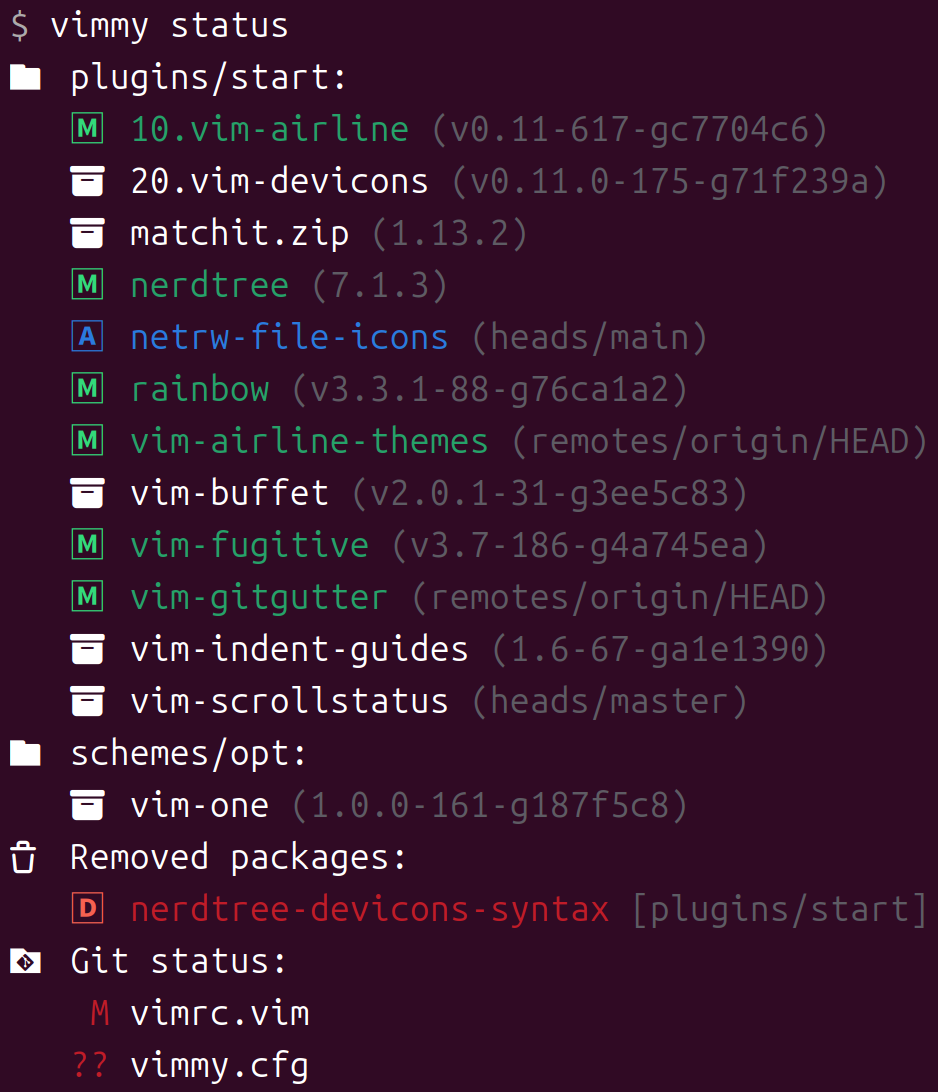 $ vimmy status
plugins/start:
M 10.vim-airline (v0.11-617-gc7704c6)
20.vim-devicons (v0.11.0-175-g71f239a)
matchit.zip (1.13.2)
M nerdtree (7.1.3)
A netrw-file-icons (heads/main)
M rainbow (v3.3.1-88-g76ca1a2)
M vim-airline-themes (remotes/origin/HEAD)
vim-buffet (v2.0.1-31-g3ee5c83)
M vim-fugitive (v3.7-186-g4a745ea)
M vim-gitgutter (remotes/origin/HEAD)
vim-indent-guides (1.6-67-ga1e1390)
vim-scrollstatus (heads/master)
schemes/opt:
vim-one (1.0.0-161-g187f5c8)
Removed packages:
D nerdtree-devicons-syntax [plugins/start]
Git status:
M vimrc.vim
?? vimmy.cfg